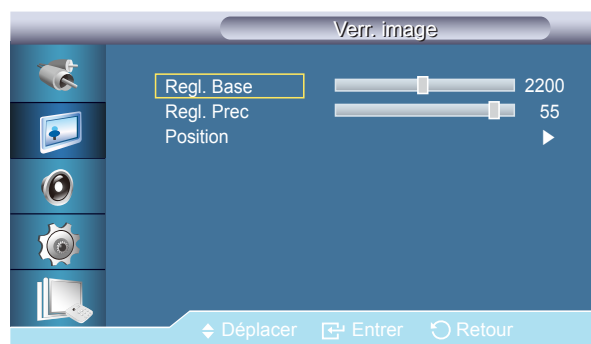 Verr. image
Regl. Base 2200
Regl. Prec 55
Position
Déplacer Entrer Retour